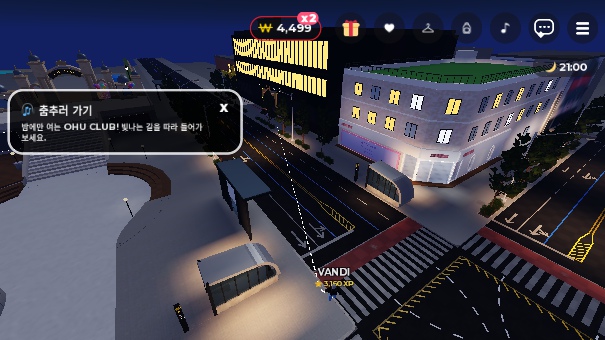 x2
₩ 4,499
21:00
춤추러 가기
X
밤에만 여는 OHU CLUB! 빛나는 길을 따라 들어가
보세요.
VANDI
3,160 XP